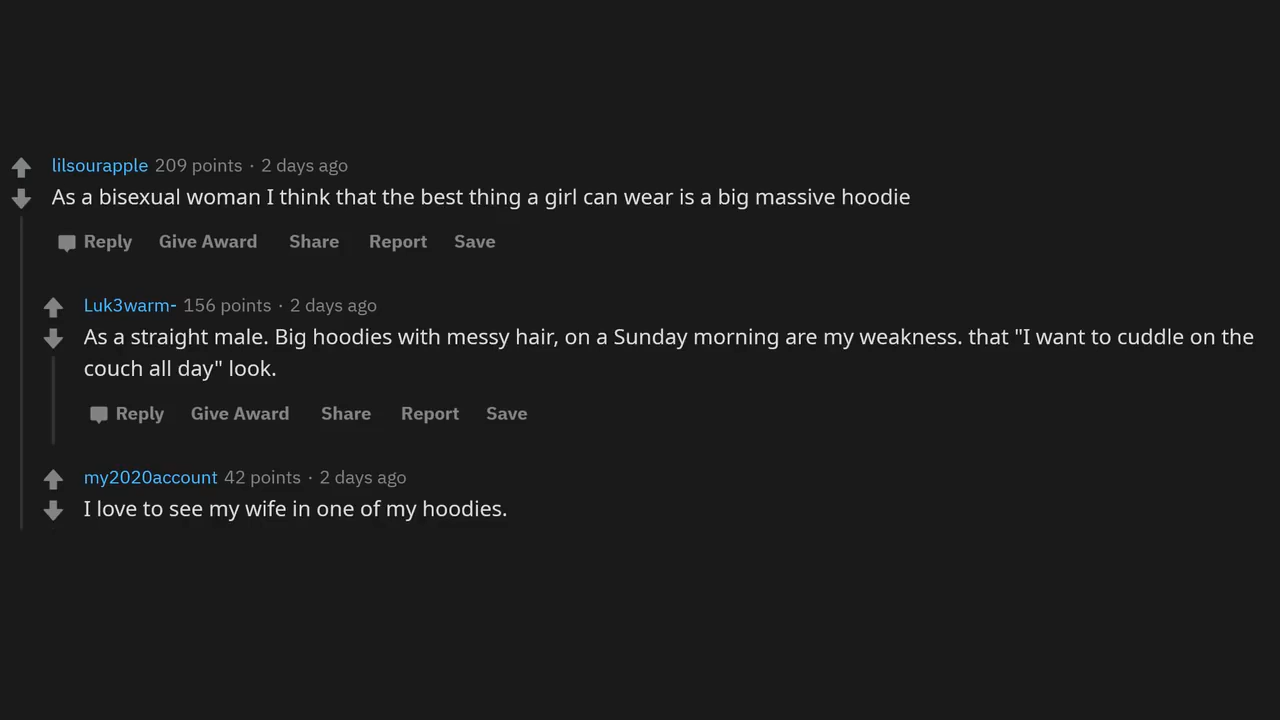 lilsourapple 209 points · 2 days ago
As a bisexual woman I think that the best thing a girl can wear is a big massive hoodie
Reply Give Award Share Report Save
Luk3warm- 156 points · 2 days ago
As a straight male. Big hoodies with messy hair, on a Sunday morning are my weakness. that "I want to cuddle on the
couch all day" look.
Reply Give Award Share Report Save
my2020account 42 points · 2 days ago
I love to see my wife in one of my hoodies.